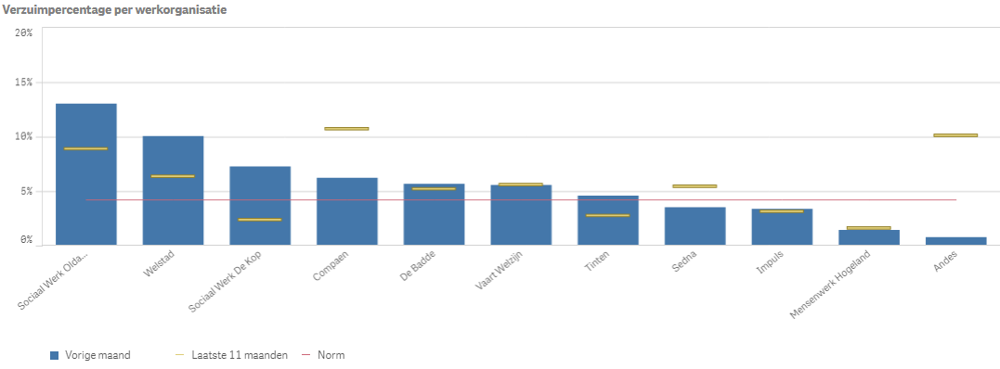 Verzuimpercentage per werkorganisatie
20%
15%
10%
5%
0%
Sociaal Werk Olda...
Welstad
Sociaal Werk De Kop
Compaen
De Badde
Vaart Welzijn
Tinten
Sedna
Impuls
Mensenwerk Hogeland
Andes
Vorige maand
Laatste 11 maanden
Norm